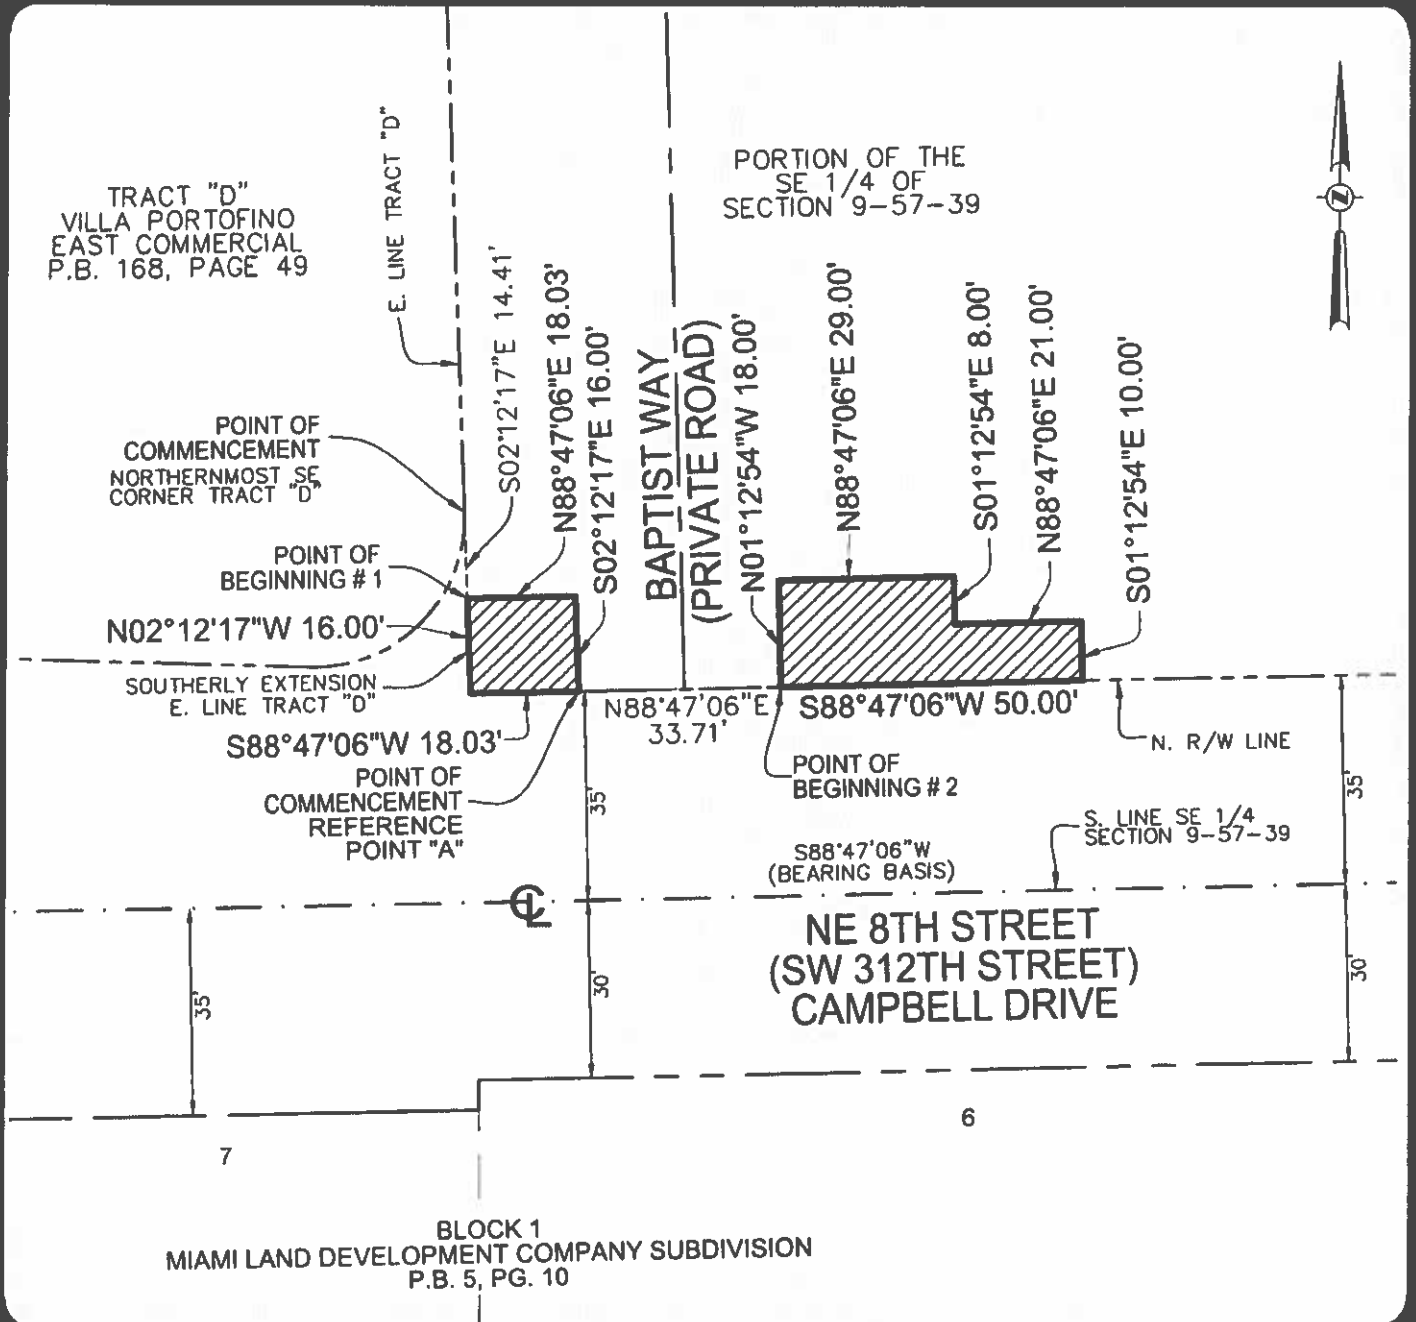 TRACT "D"
VILLA PORTOFINO
EAST COMMERCIAL
P.B. 168, PAGE 49
E. LINE TRACT "D"
PORTION OF THE
SE 1/4 OF
SECTION 9-57-39
N
S02°12'17"E 14.41'
N88°47'06"E 18.03'
S02°12'17"E 16.00'
BAPTIST WAY
(PRIVATE ROAD)
N01°12'54"W 18.00'
N88°47'06"E 29.00'
S01°12'54"E 8.00'
N88°47'06"E 21.00'
S01°12'54"E 10.00'
POINT OF
COMMENCEMENT
NORTHERNMOST SE
CORNER TRACT "D"
POINT OF
BEGINNING # 1
N02°12'17"W 16.00'
SOUTHERLY EXTENSION
E. LINE TRACT "D"
S88°47'06"W 18.03'
POINT OF
COMMENCEMENT
REFERENCE
POINT "A"
N88°47'06"E
33.71'
S88°47'06"W 50.00'
POINT OF
BEGINNING # 2
N. R/W LINE
35'
35'
S. LINE SE 1/4
SECTION 9-57-39
S88°47'06"W
(BEARING BASIS)
CL
NE 8TH STREET
(SW 312TH STREET)
CAMPBELL DRIVE
35'
30'
30'
7
6
BLOCK 1
MIAMI LAND DEVELOPMENT COMPANY SUBDIVISION
P.B. 5, PG. 10